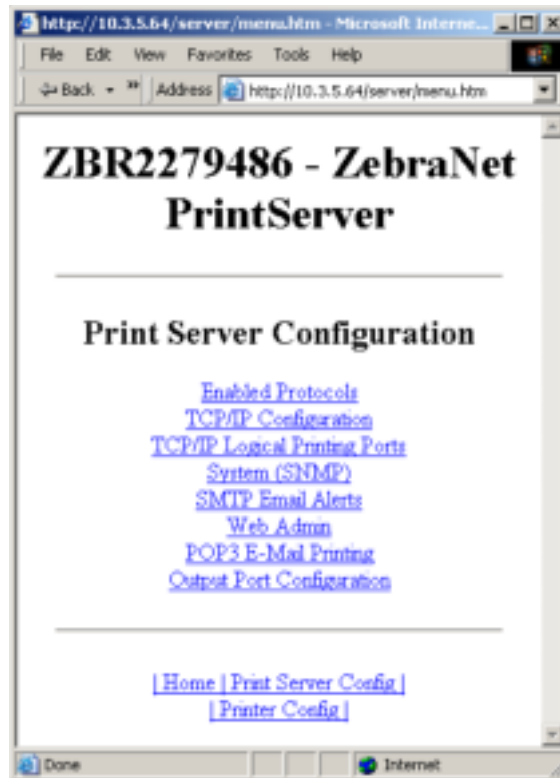 http://10.3.5.64/server/menu.htm - Microsoft Interne...
File Edit View Favorites Tools Help
Back » Address http://10.3.5.64/server/menu.htm
ZBR2279486 - ZebraNet
PrintServer
Print Server Configuration
Enabled Protocols
TCP/IP Configuration
TCP/IP Logical Printing Ports
System (SNMP)
SMTP Email Alerts
Web Admin
POP3 E-Mail Printing
Output Port Configuration
| Home | Print Server Config |
| Printer Config |
Done Internet